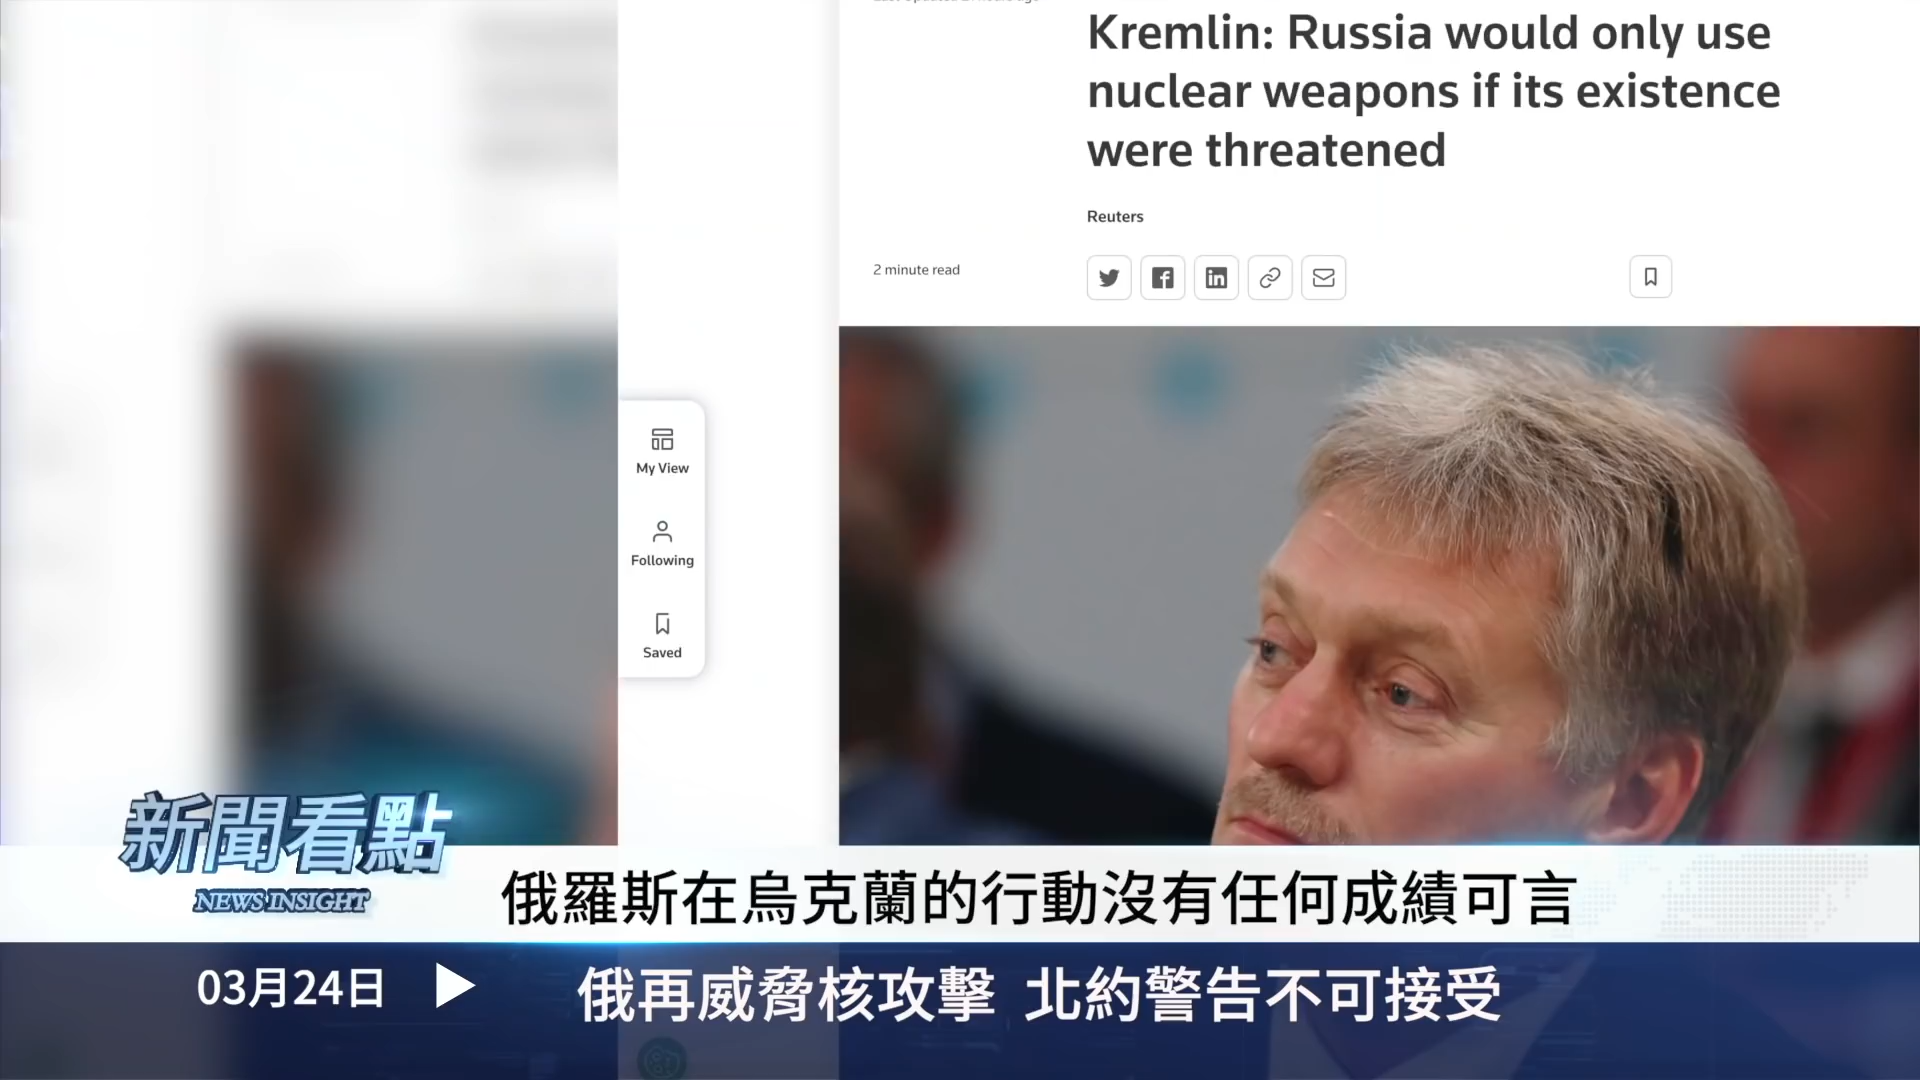 Kremlin: Russia would only use
nuclear weapons if its existence
were threatened
Reuters
2 minute read
My View
Following
Saved
新聞看點
NEWS INSIGHT
俄羅斯在烏克蘭的行動沒有任何成績可言
03月24日
俄再威脅核攻擊 北約警告不可接受